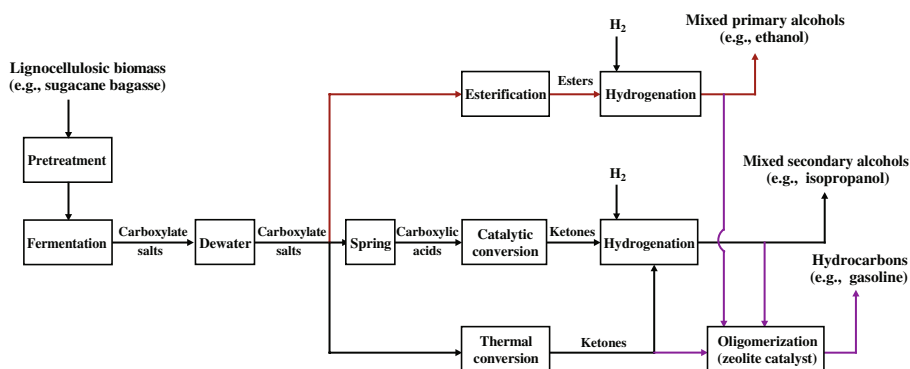 Mixed primary alcohols
(e.g., ethanol)
H2
Lignocellulosic biomass
(e.g., sugacane bagasse)
Esterification
Esters
Hydrogenation
Pretreatment
Mixed secondary alcohols
(e.g., isopropanol)
H2
Fermentation
Carboxylate
salts
Dewater
Carboxylate
salts
Spring
Carboxylic
acids
Catalytic
conversion
Ketones
Hydrogenation
Hydrocarbons
(e.g., gasoline)
Thermal
conversion
Ketones
Oligomerization
(zeolite catalyst)